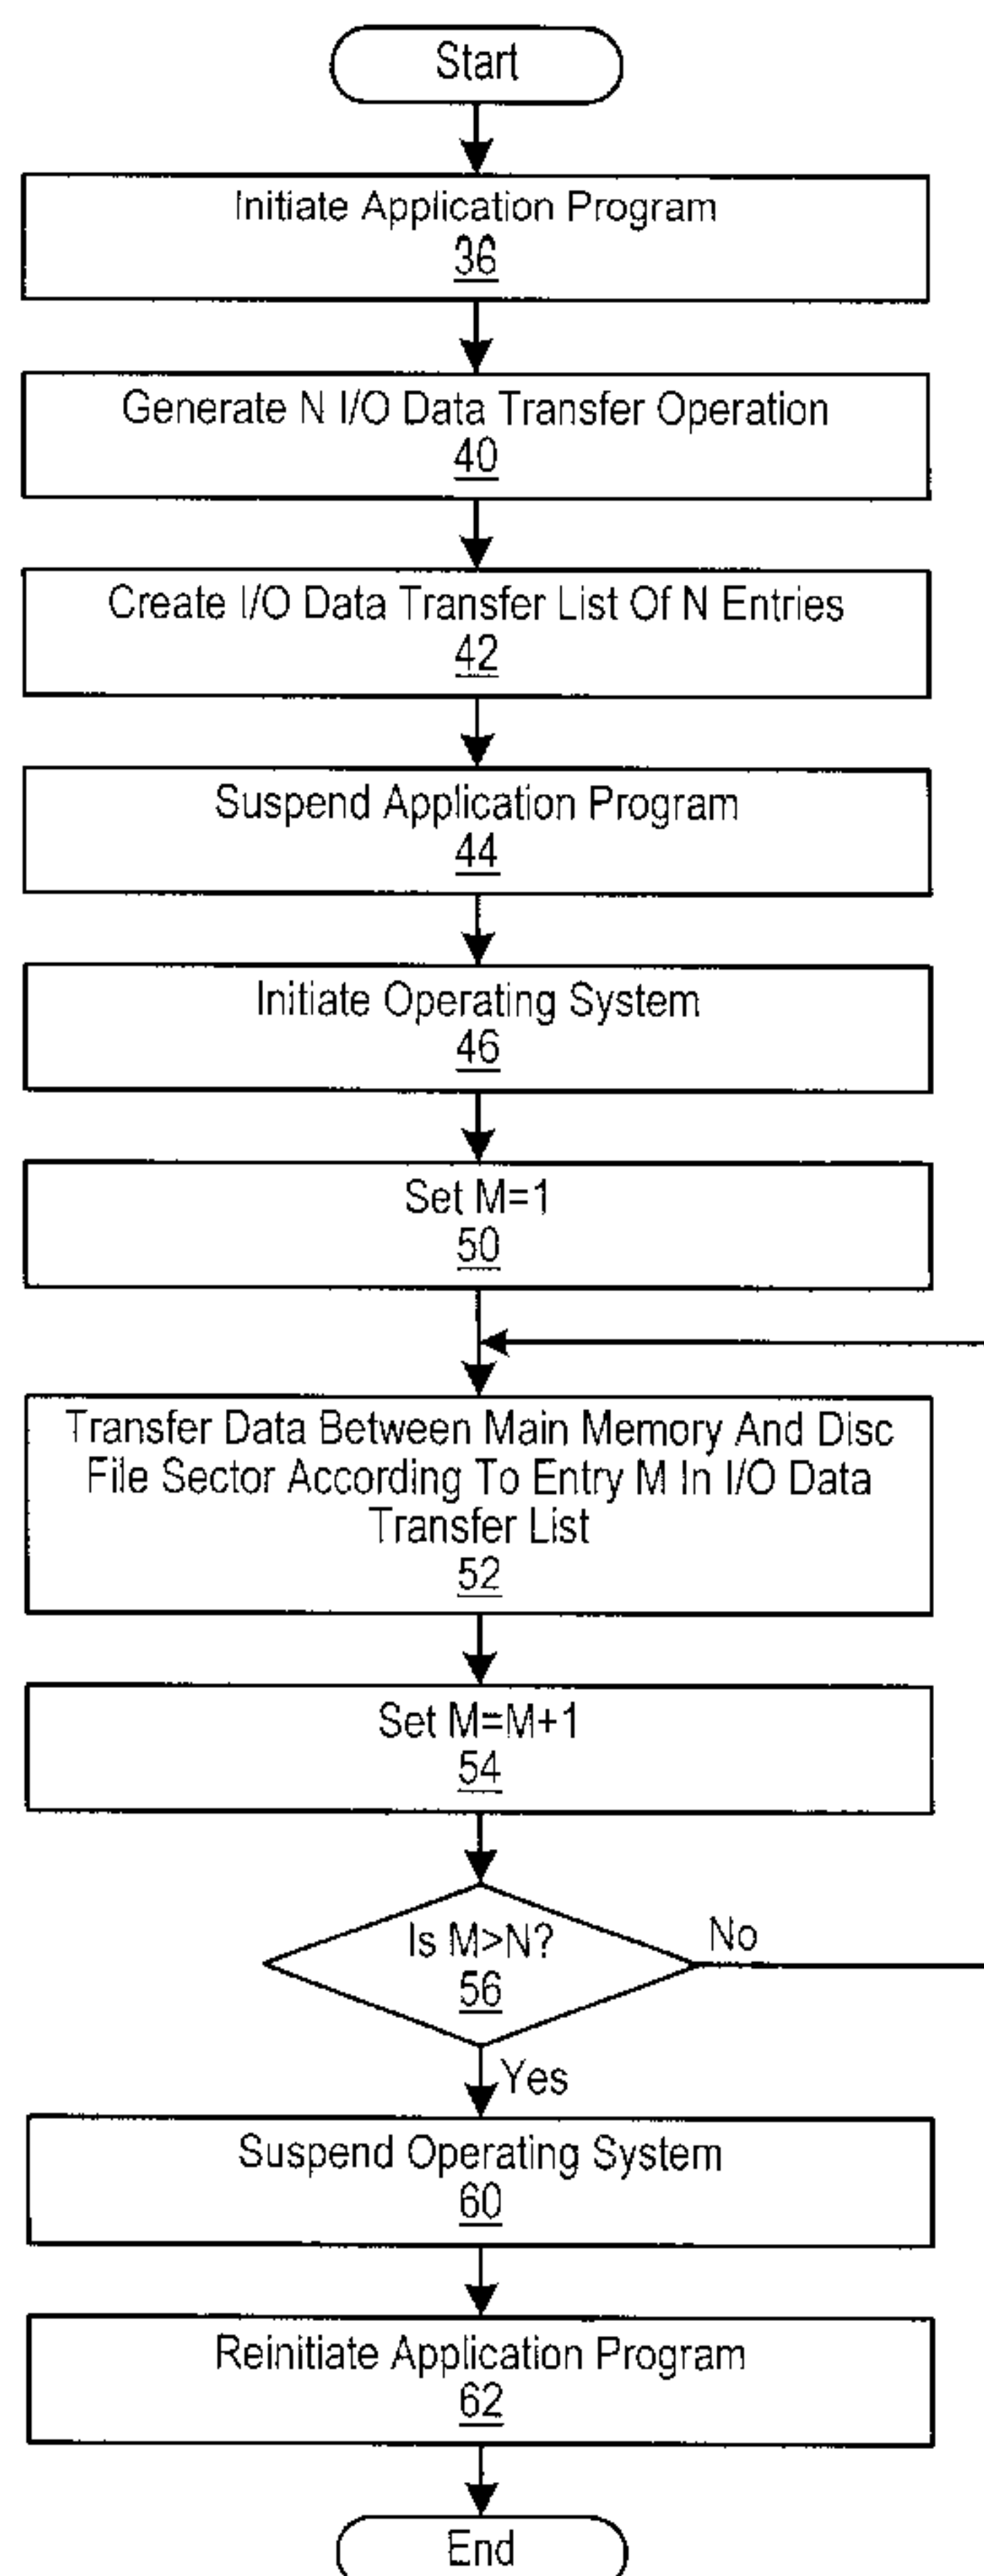 Start
Initiate Application Program
36
Generate N I/O Data Transfer Operation
40
Create I/O Data Transfer List Of N Entries
42
Suspend Application Program
44
Initiate Operating System
46
Set M=1
50
Transfer Data Between Main Memory And Disc
File Sector According To Entry M In I/O Data
Transfer List
52
Set M=M+1
54
Is M>N?
56
No
Yes
Suspend Operating System
60
Reinitiate Application Program
62
End